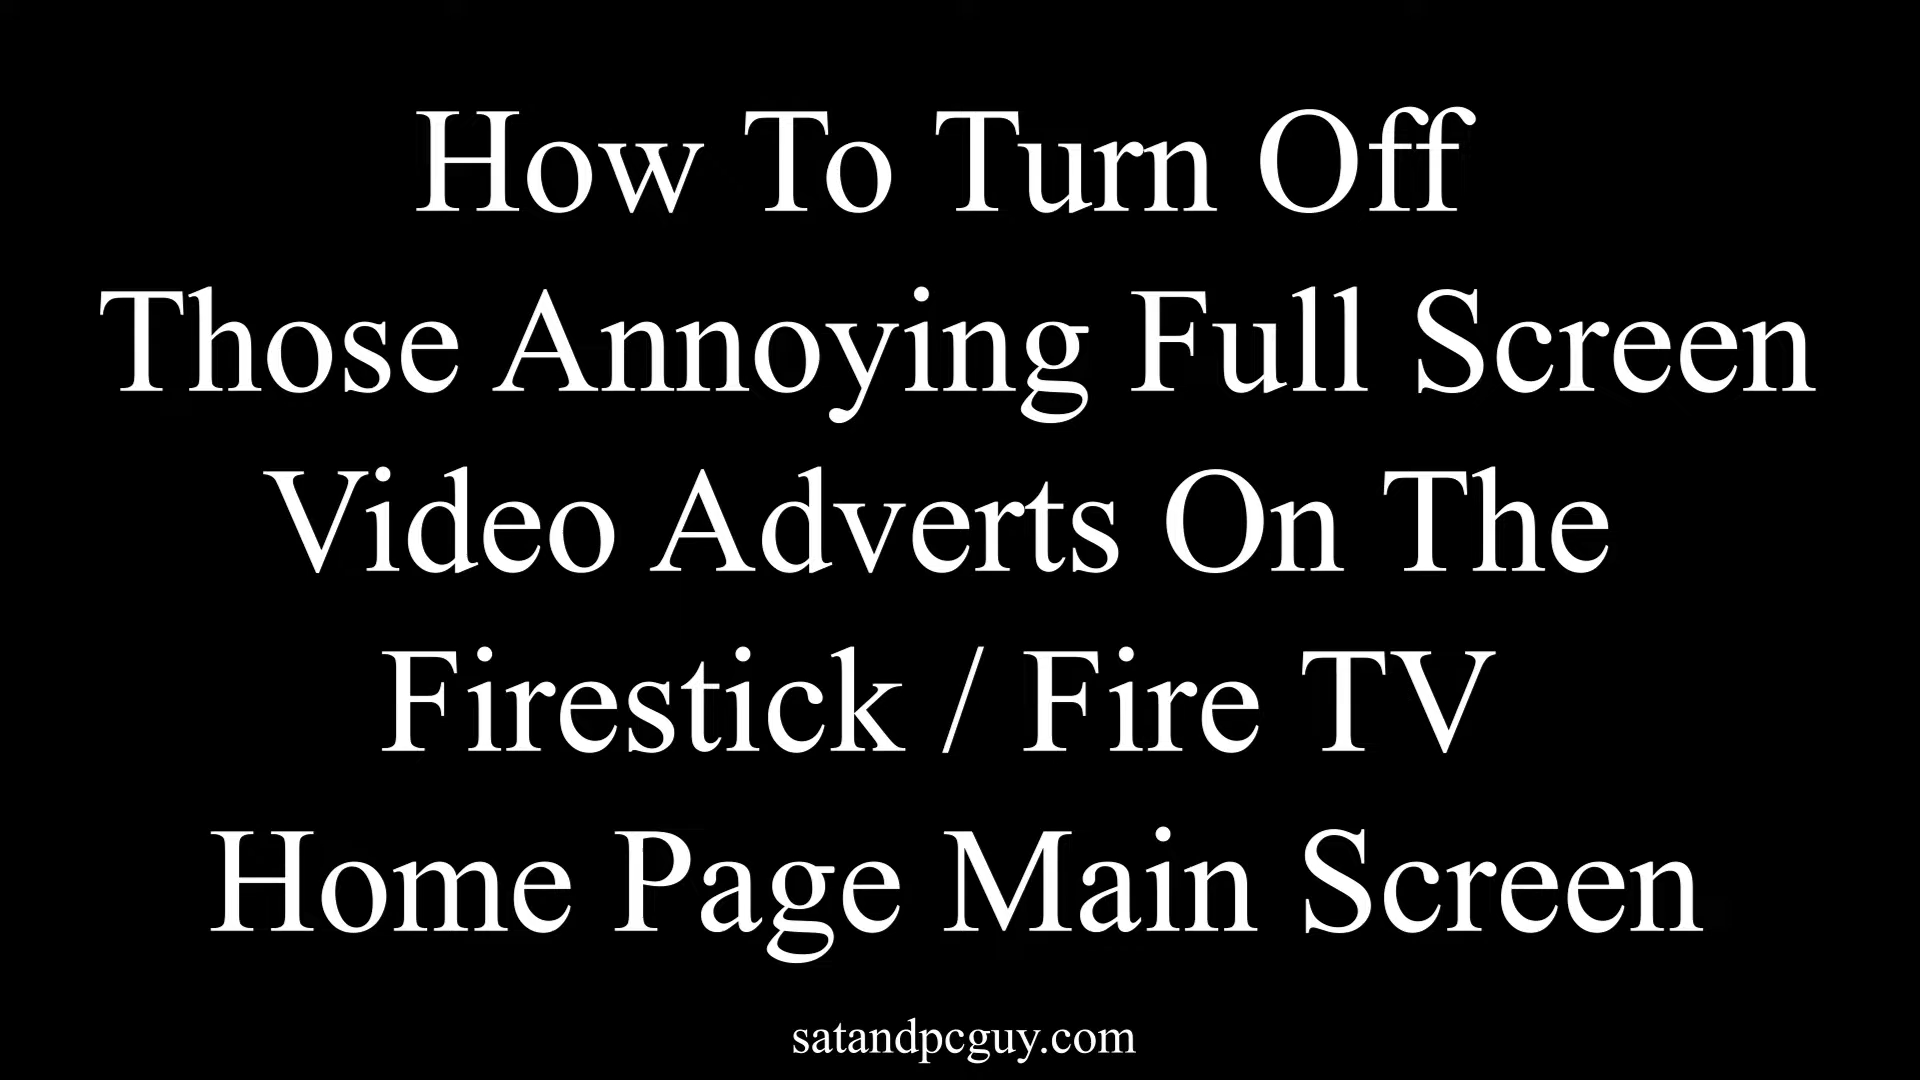 How To Turn Off
Those Annoying Full Screen
Video Adverts On The
Firestick / Fire TV
Home Page Main Screen
satandpcguy.com